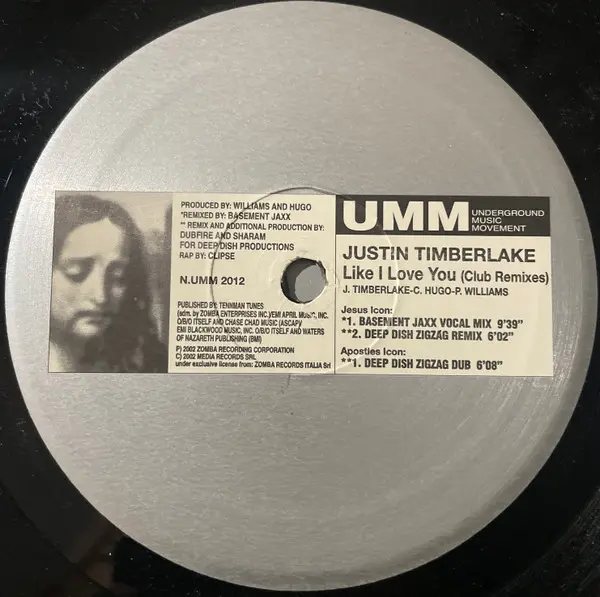 PRODUCED BY: WILLIAMS AND HUGO
*REMIXED BY: BASEMENT JAXX
** REMIX AND ADDITIONAL PRODUCTION BY:
DUBFIRE AND SHARAM
FOR DEEP DISH PRODUCTIONS
RAP BY: CLIPSE
N.UMM 2012
PUBLISHED BY: TENNMAN TUNES
(adm. by ZOMBA ENTERPRISES INC.)/EMI APRIL MUSIC, INC.
O/B/O ITSELF AND CHASE CHAD MUSIC (ASCAP)/
EMI BLACKWOOD MUSIC, INC. O/B/O ITSELF AND WATERS
OF NAZARETH PUBLISHING (BMI)
P) 2002 ZOMBA RECORDING CORPORATION
C) 2002 MEDIA RECORDS SRL
under exclusive license from: ZOMBA RECORDS ITALIA Srl
UMM UNDERGROUND
MUSIC
MOVEMENT
JUSTIN TIMBERLAKE
Like I Love You (Club Remixes)
J. TIMBERLAKE-C. HUGO-P. WILLIAMS
Jesus Icon:
*1. BASEMENT JAXX VOCAL MIX 9'39"
**2. DEEP DISH ZIGZAG REMIX 6'02"
Apostles Icon:
**1. DEEP DISH ZIGZAG DUB 6'08"